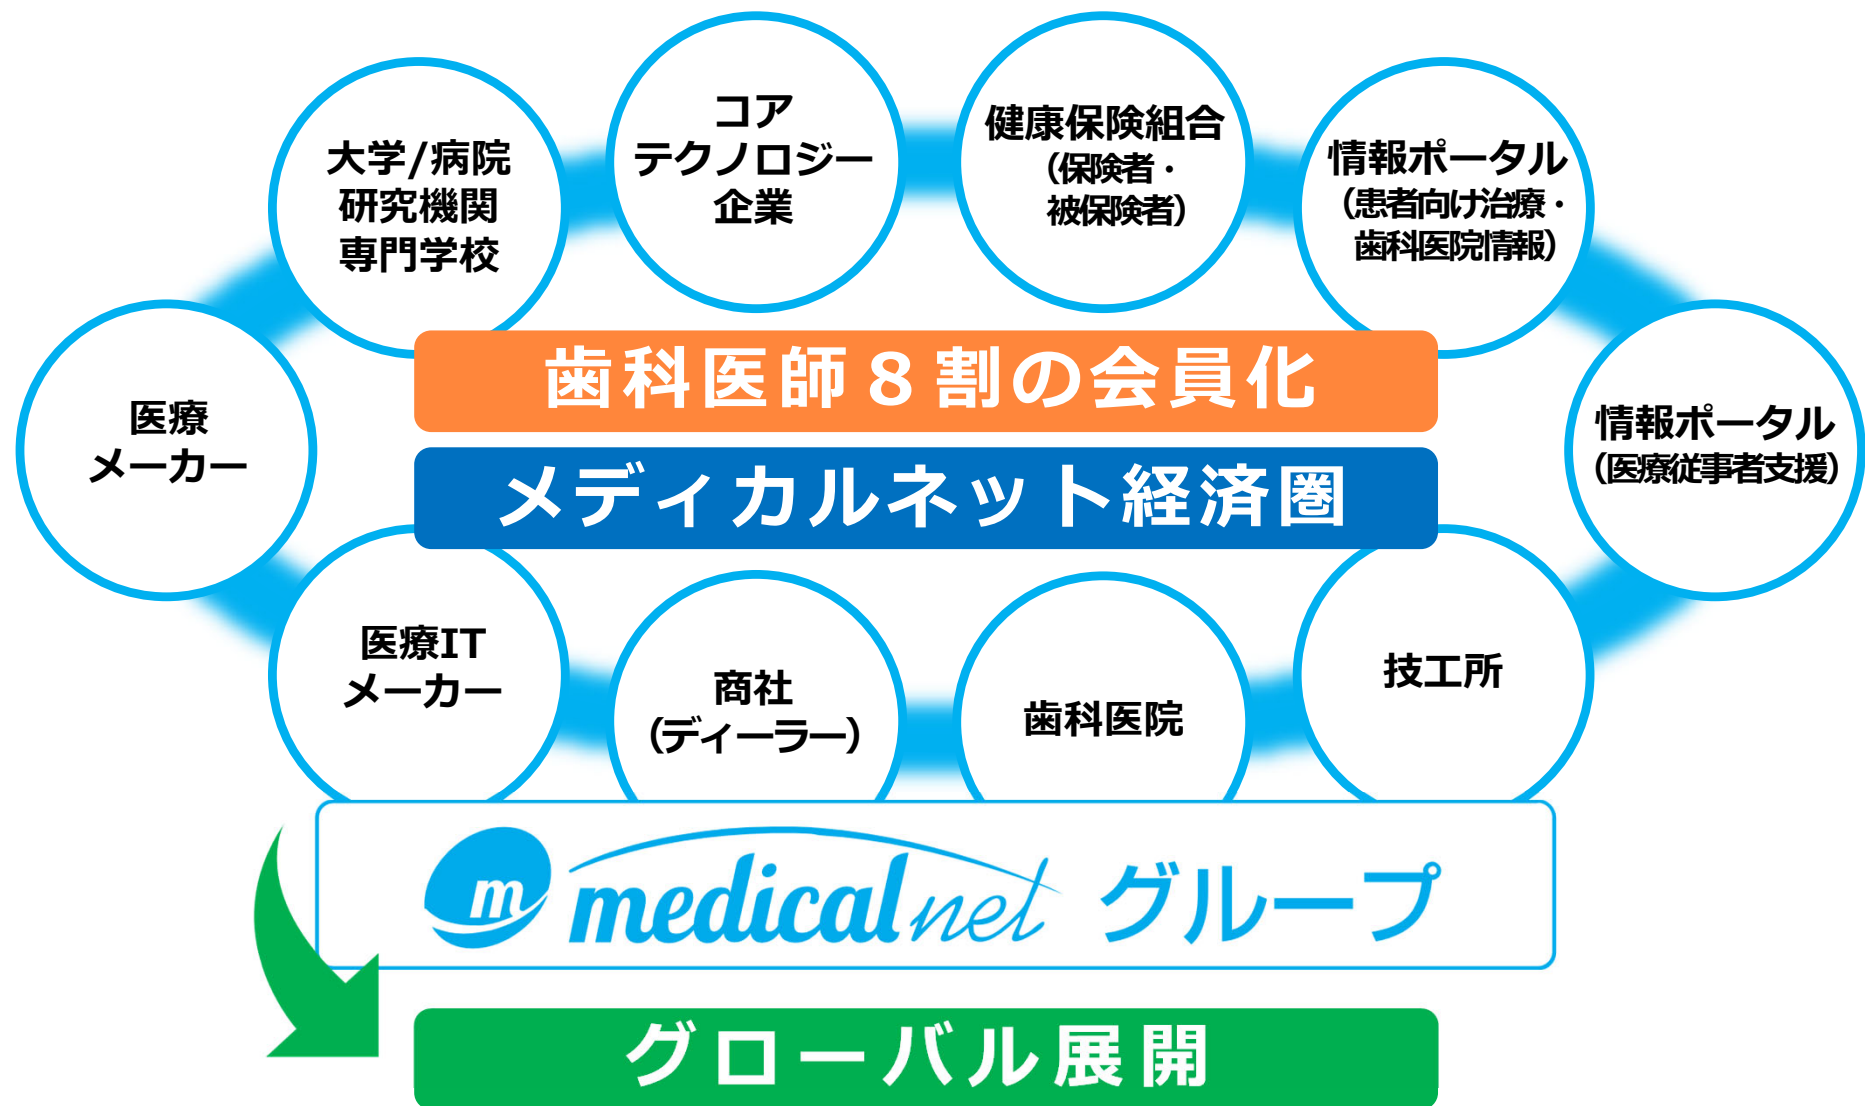 コア
テクノロジー
企業
健康保険組合
（保険者・
被保険者）
大学/病院
研究機関
専門学校
情報ポータル
（患者向け治療・
歯科医院情報）
歯科医師８割の会員化
医療
メーカー
情報ポータル
（医療従事者支援）
メディカルネット経済圏
医療IT
メーカー
商社
（ディーラー）
歯科医院
技工所
m medicalnet グループ
グローバル展開